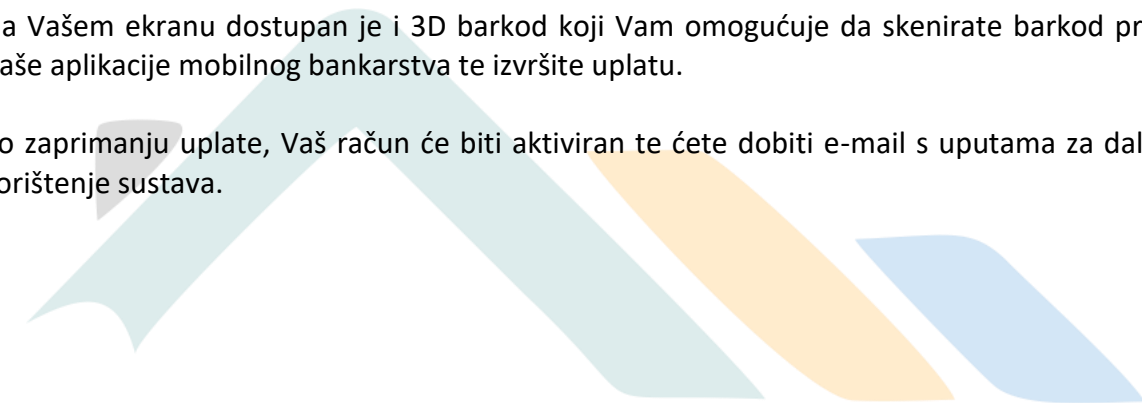 a Vašem ekranu dostupan je i 3D barkod koji Vam omogućuje da skenirate barkod pr
aše aplikacije mobilnog bankarstva te izvršite uplatu.
o zaprimanju uplate, Vaš račun će biti aktiviran te ćete dobiti e-mail s uputama za dal
orištenje sustava.